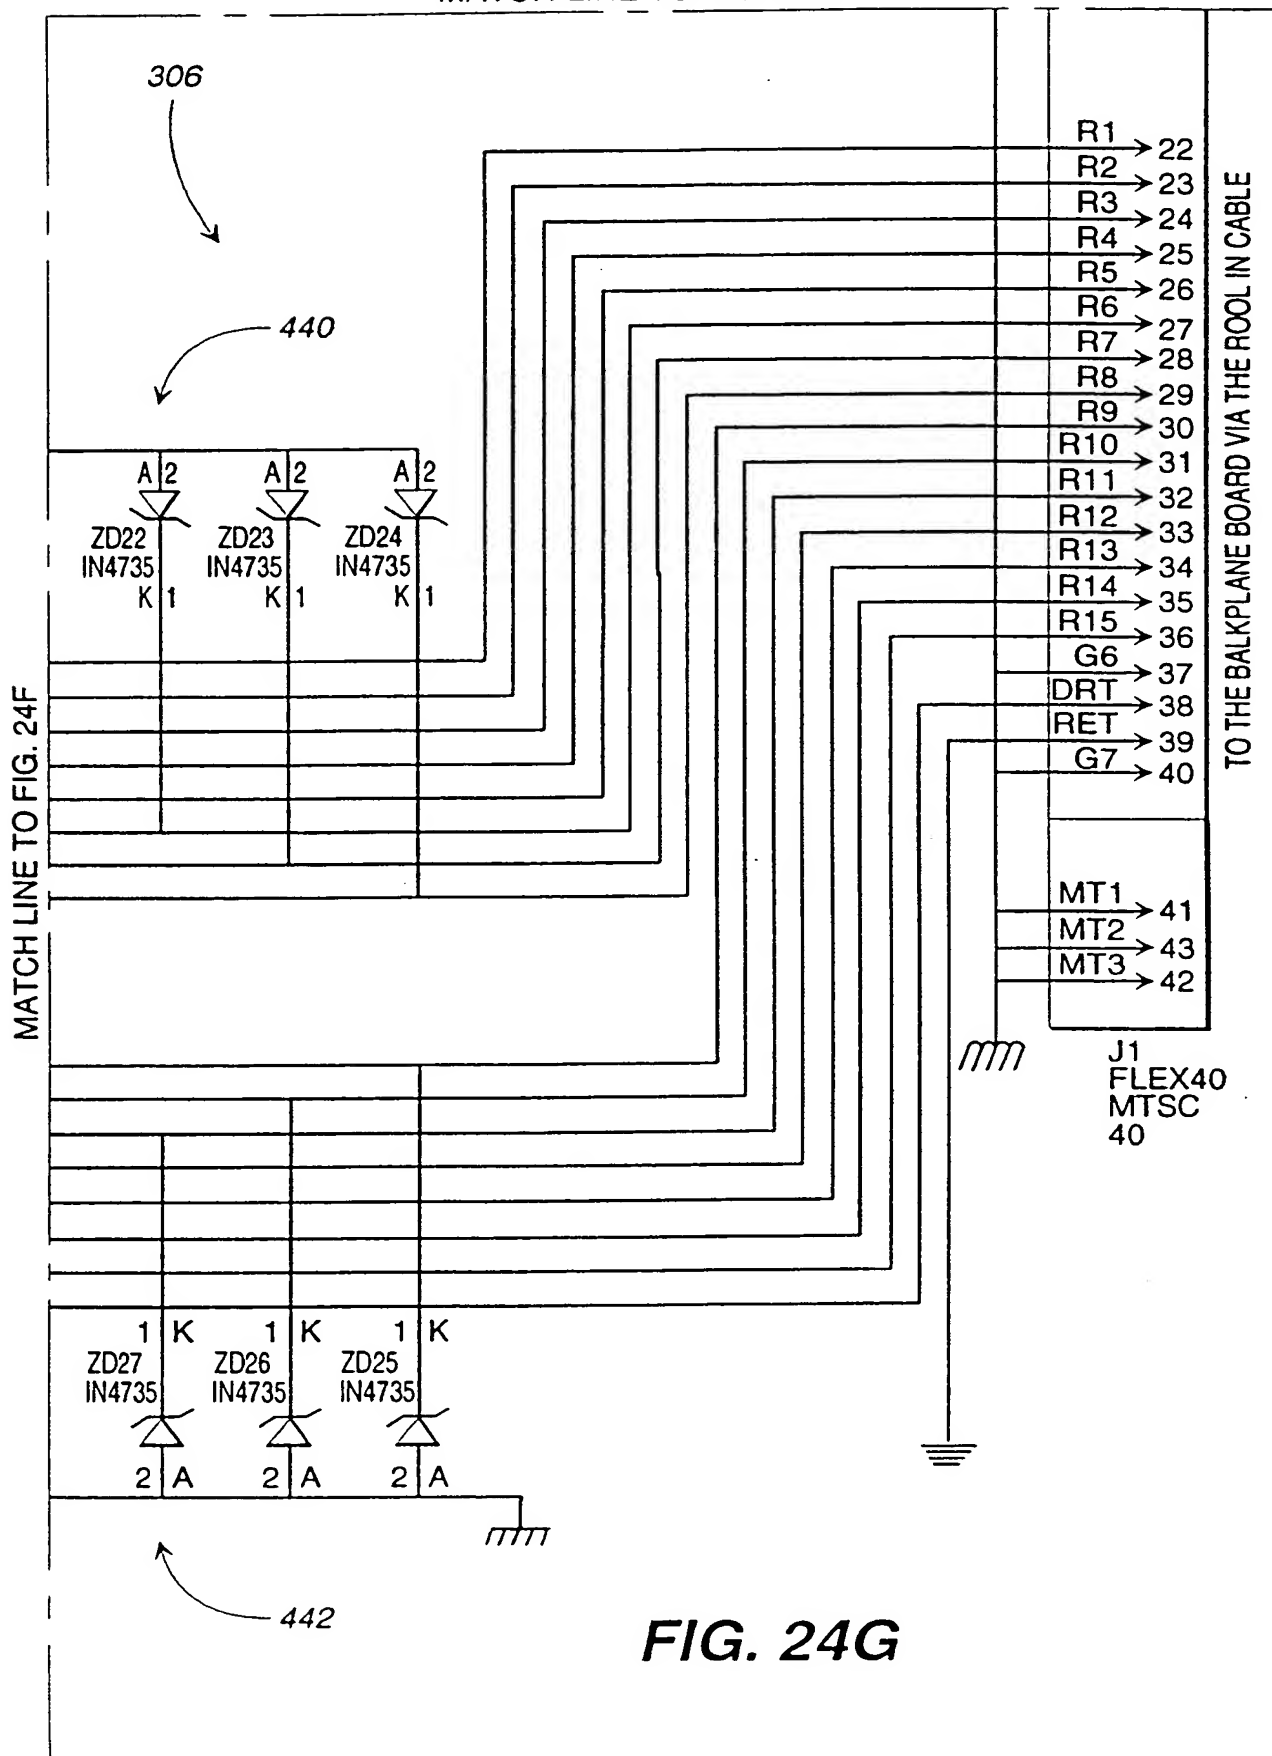 306
440
R1
22
R2
23
R3
24
R4
25
R5
26
R6
27
R7
28
R8
29
R9
30
R10
31
R11
32
R12
33
R13
34
R14
35
R15
36
G6
37
DRT
38
RET
39
G7
40
MT1
41
MT2
43
MT3
42
TO THE BALKPLANE BOARD VIA THE ROOL IN CABLE
J1
FLEX40
MTSC
40
A 2 A 2 A 2
ZD22 ZD23 ZD24
IN4735 IN4735 IN4735
K 1 K 1 K 1
MATCH LINE TO FIG. 24F
1 K 1 K 1 K
ZD27 ZD26 ZD25
IN4735 IN4735 IN4735
2 A 2 A 2 A
442
FIG. 24G